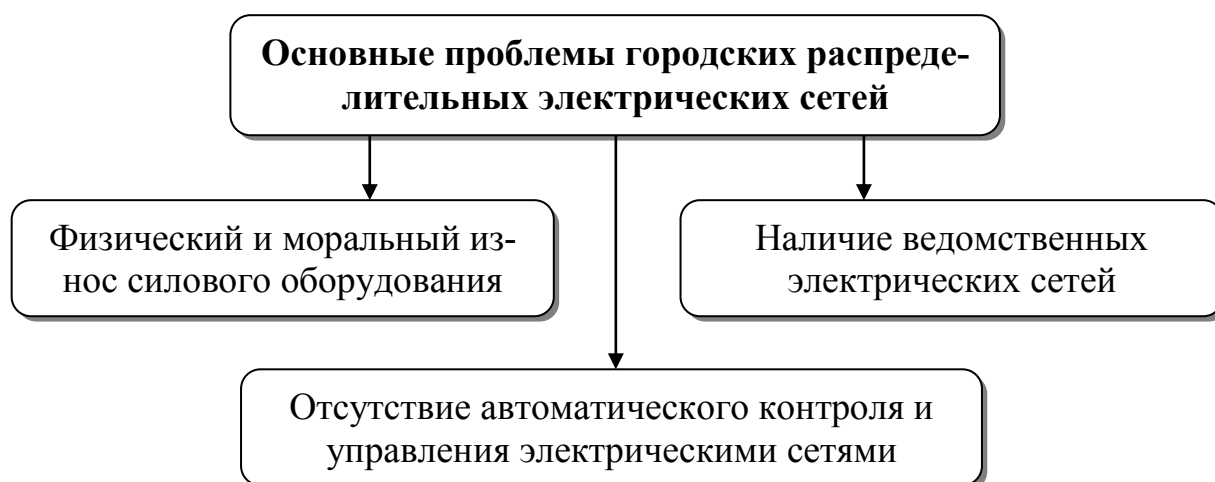 Основные проблемы городских распреде-
лительных электрических сетей
Физический и моральный из-
нос силового оборудования
Наличие ведомственных
электрических сетей
Отсутствие автоматического контроля и
управления электрическими сетями